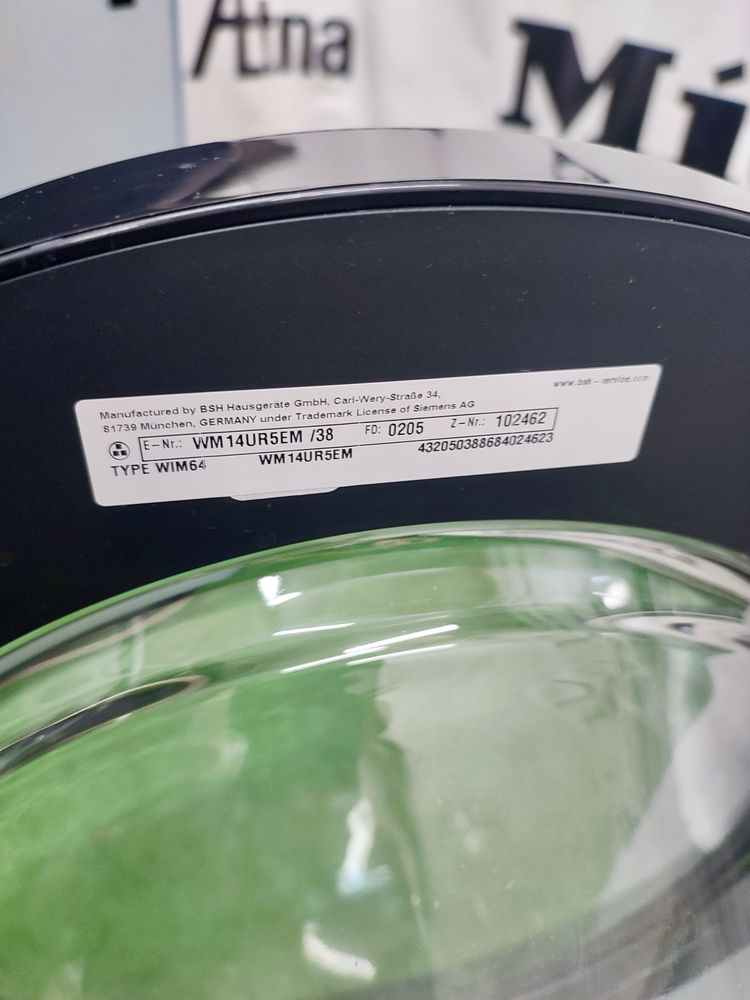 Ætna
Mí
www.bsh-service.com
Manufactured by BSH Hausgeräte GmbH, Carl-Wery-Straße 34,
81739 München, GERMANY under Trademark License of Siemens AG
E-Nr.: WM14UR5EM /38 FD: 0205 Z-Nr.: 102462
TYPE WIM64 WM14UR5EM 432050388684024623